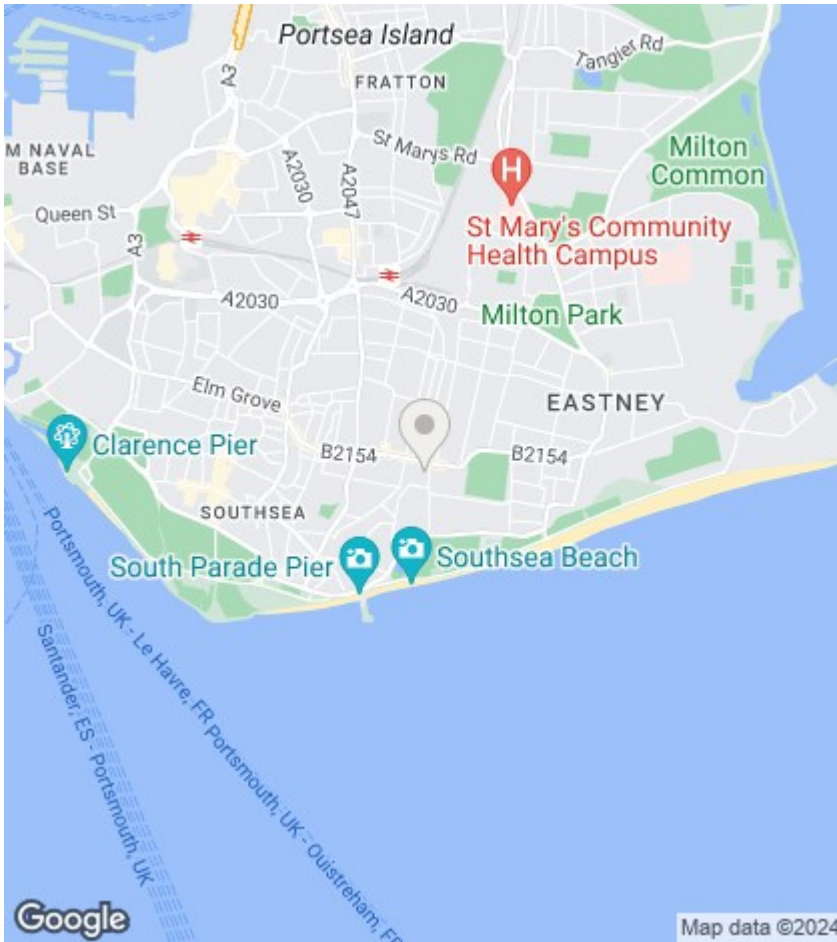 Portsea Island
A3
FRATTON
Tangier Rd
M NAVAL
BASE
St Marys Rd
Milton
Common
A2030
A2047
H
Queen St
A3
St Mary's Community
Health Campus
A2030
A2030
Milton Park
Elm Grove
EASTNEY
Clarence Pier
B2154
B2154
SOUTHSEA
South Parade Pier
Southsea Beach
Portsmouth, UK - Le Havre, FR
Portsmouth, UK - Ouistreham, FR
Santander, ES - Portsmouth, UK
Google
Map data ©2024